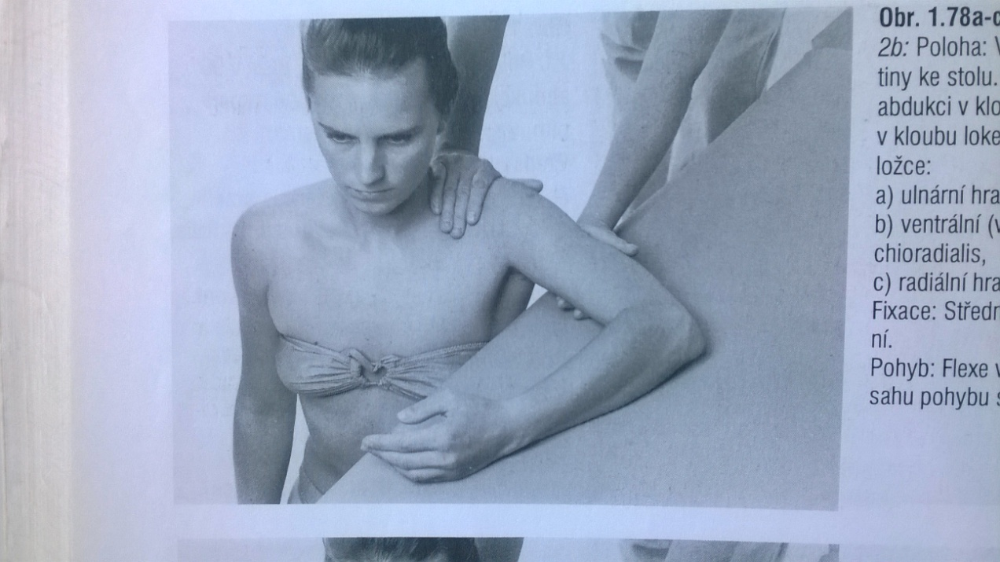 Obr. 1.78a-c
2b: Poloha: V
tiny ke stolu.
abdukci v klo
v kloubu loke
ložce:
a) ulnární hra
b) ventrální (v
chioradialis,
c) radiální hra
Fixace: Středn
ní.
Pohyb: Flexe v
sahu pohybu s